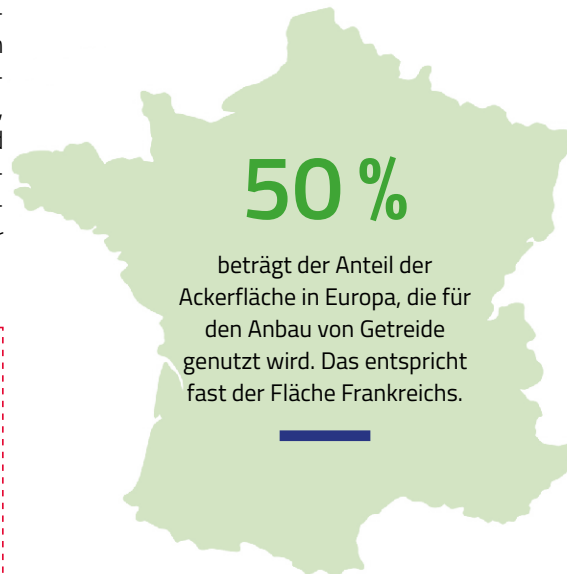 50 %
beträgt der Anteil der
Ackerfläche in Europa, die für
den Anbau von Getreide
genutzt wird. Das entspricht
fast der Fläche Frankreichs.